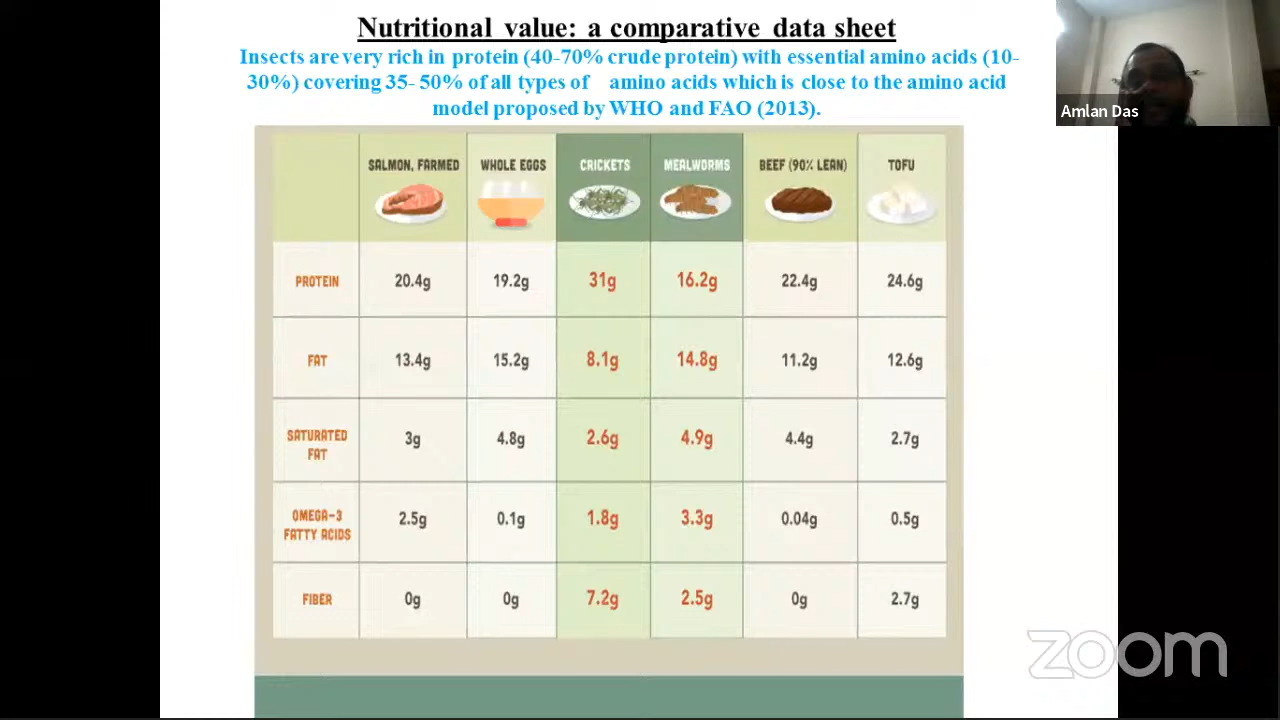 Nutritional value: a comparative data sheet
Insects are very rich in protein (40-70% crude protein) with essential amino acids (10-
30%) covering 35- 50% of all types of amino acids which is close to the amino acid
model proposed by WHO and FAO (2013).
Amlan Das
SALMON, FARMED WHOLE EGGS CRICKETS MEALWORMS BEEF (90% LEAN) TOFU
PROTEIN 20.4g 19.2g 31g 16.2g 22.4g 24.6g
FAT 13.4g 15.2g 8.1g 14.8g 11.2g 12.6g
SATURATED
FAT 3g 4.8g 2.6g 4.9g 4.4g 2.7g
OMEGA-3
FATTY ACIDS 2.5g 0.1g 1.8g 3.3g 0.04g 0.5g
FIBER 0g 0g 7.2g 2.5g 0g 2.7g
zoom